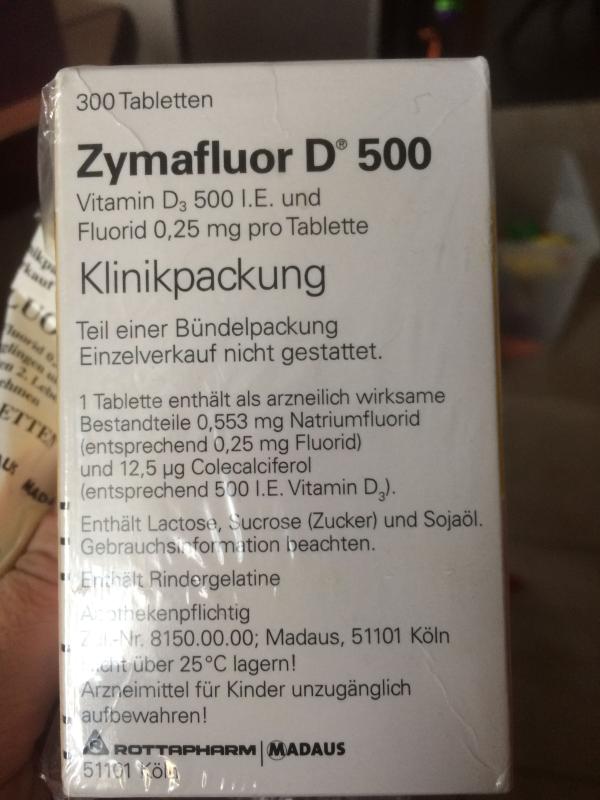 300 Tabletten
Zymafluor D® 500
Vitamin D₃ 500 I.E. und
Fluorid 0,25 mg pro Tablette
Klinikpackung
Teil einer Bündelpackung
Einzelverkauf nicht gestattet.
1 Tablette enthält als arzneilich wirksame
Bestandteile 0,553 mg Natriumfluorid
(entsprechend 0,25 mg Fluorid)
und 12,5 µg Colecalciferol
(entsprechend 500 I.E. Vitamin D₃).
Enthält Lactose, Sucrose (Zucker) und Sojaöl.
Gebrauchsinformation beachten.
Enthält Rindergelatine
Apothekenpflichtig
Zul.-Nr. 8150.00.00; Madaus, 51101 Köln
Nicht über 25°C lagern!
Arzneimittel für Kinder unzugänglich
aufbewahren!
ROTTAPHARM | MADAUS
51101 Köln